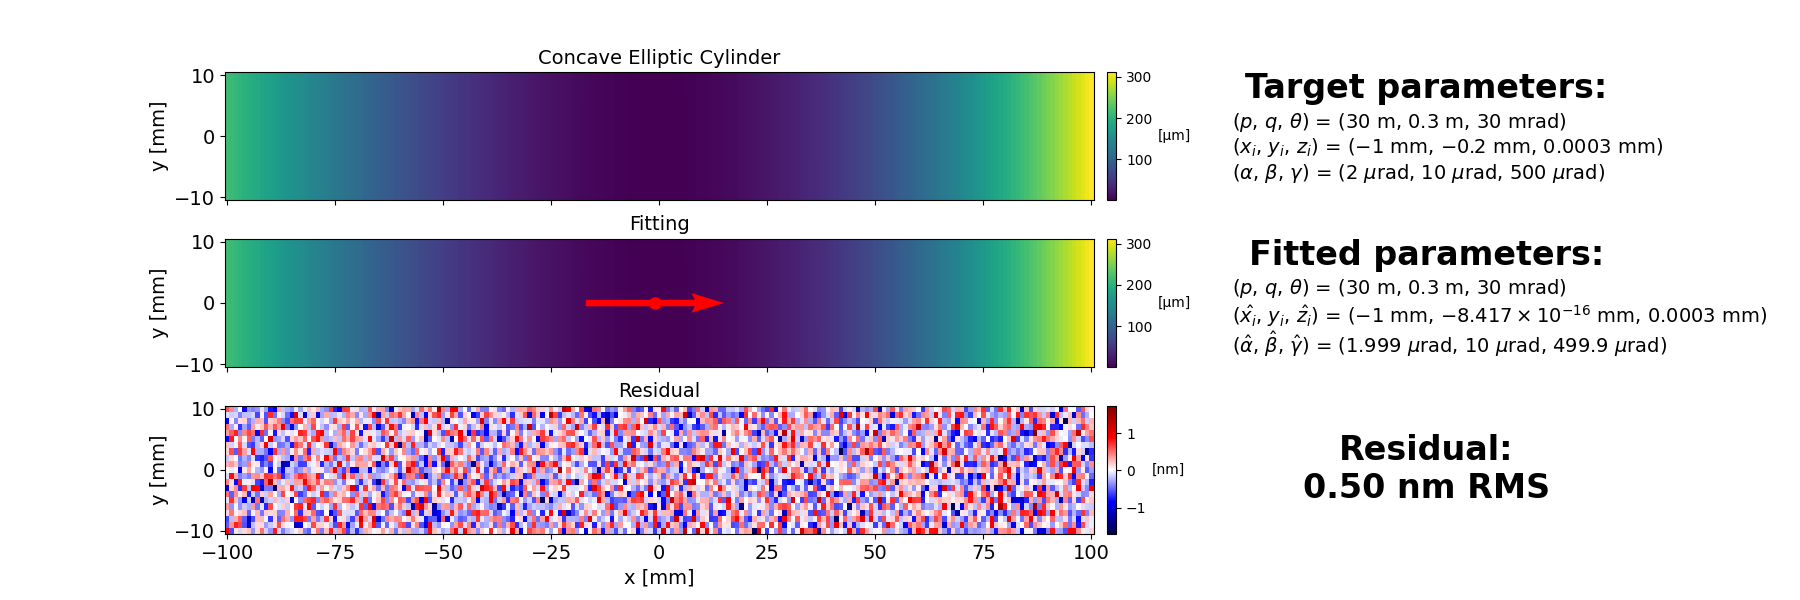 Concave Elliptic Cylinder
10
0
−10
y [mm]
300
200
100
[μm]
Target parameters:
(p, q, θ) = (30 m, 0.3 m, 30 mrad)
(xᵢ, yᵢ, zᵢ) = (−1 mm, −0.2 mm, 0.0003 mm)
(α, β, γ) = (2 μrad, 10 μrad, 500 μrad)
Fitting
10
0
−10
y [mm]
300
200
100
[μm]
Fitted parameters:
(p, q, θ) = (30 m, 0.3 m, 30 mrad)
(x̂ᵢ, yᵢ, ẑᵢ) = (−1 mm, −8.417 × 10⁻¹⁶ mm, 0.0003 mm)
(α̂, β̂, γ̂) = (1.999 μrad, 10 μrad, 499.9 μrad)
Residual
10
0
−10
y [mm]
1
0
−1
[nm]
−100 −75 −50 −25 0 25 50 75 100
x [mm]
Residual:
0.50 nm RMS